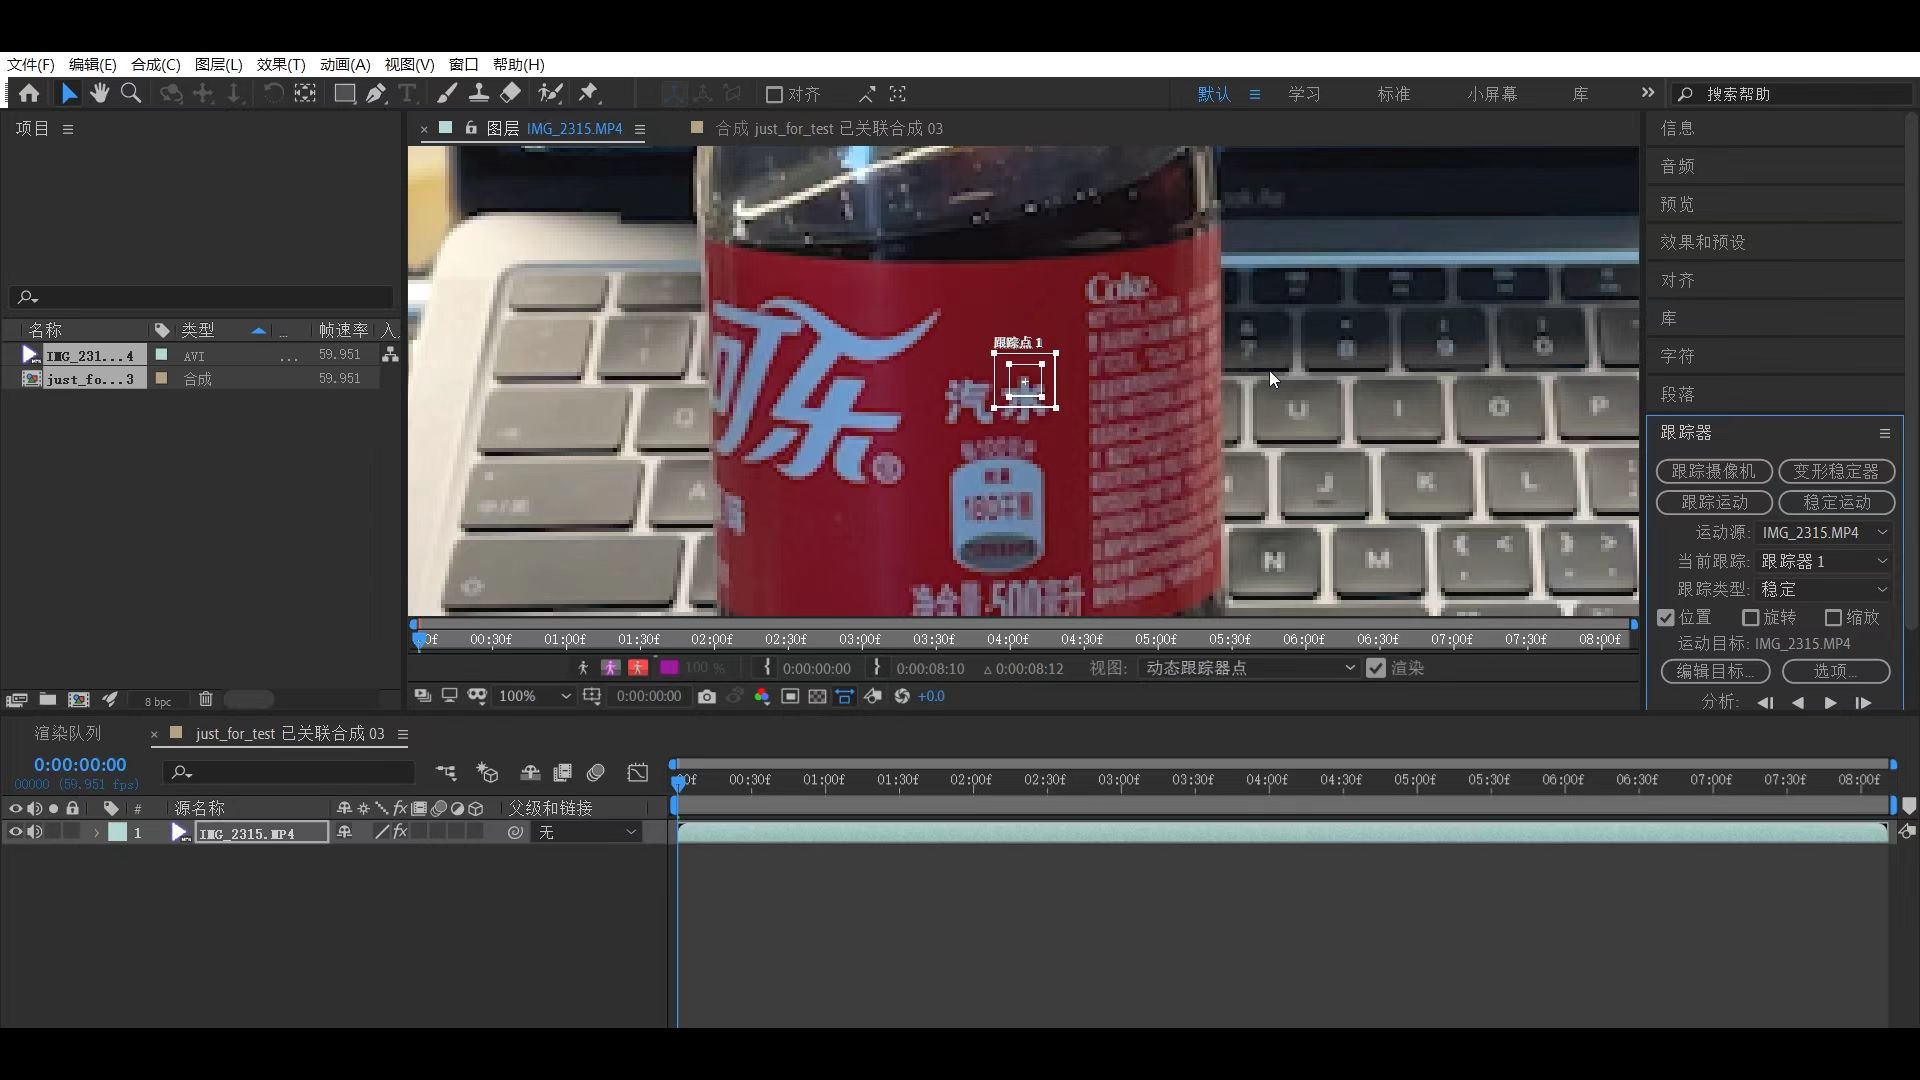 文件(F) 编辑(E) 合成(C) 图层(L) 效果(T) 动画(A) 视图(V) 窗口 帮助(H)
对齐 默认 学习 标准 小屏幕 库 搜索帮助
项目
图层 IMG_2315.MP4
合成 just_for_test 已关联合成 03
名称 类型 ... 帧速率 入
IMG_231...4 AVI ... 59.951
just_fo...3 合成 59.951
8 bpc
可乐®
Coke
跟踪点 1
汽水
180千焦
净含量:500毫升
U I O P
A J K L
N M < >
00:30f 01:00f 01:30f 02:00f 02:30f 03:00f 03:30f 04:00f 04:30f 05:00f 05:30f 06:00f 06:30f 07:00f 07:30f 08:00f
100 % 0:00:00:00 0:00:08:10 Δ 0:00:08:12 视图: 动态跟踪器点 渲染
100% 0:00:00:00 +0.0
信息
音频
预览
效果和预设
对齐
库
字符
段落
跟踪器
跟踪摄像机 变形稳定器
跟踪运动 稳定运动
运动源: IMG_2315.MP4
当前跟踪: 跟踪器 1
跟踪类型: 稳定
位置 旋转 缩放
运动目标: IMG_2315.MP4
编辑目标... 选项...
分析:
渲染队列 just_for_test 已关联合成 03
0:00:00:00
00000 (59.951 fps)
00f 00:30f 01:00f 01:30f 02:00f 02:30f 03:00f 03:30f 04:00f 04:30f 05:00f 05:30f 06:00f 06:30f 07:00f 07:30f 08:00f
# 源名称 fx 父级和链接
1 IMG_2315.MP4 fx 无